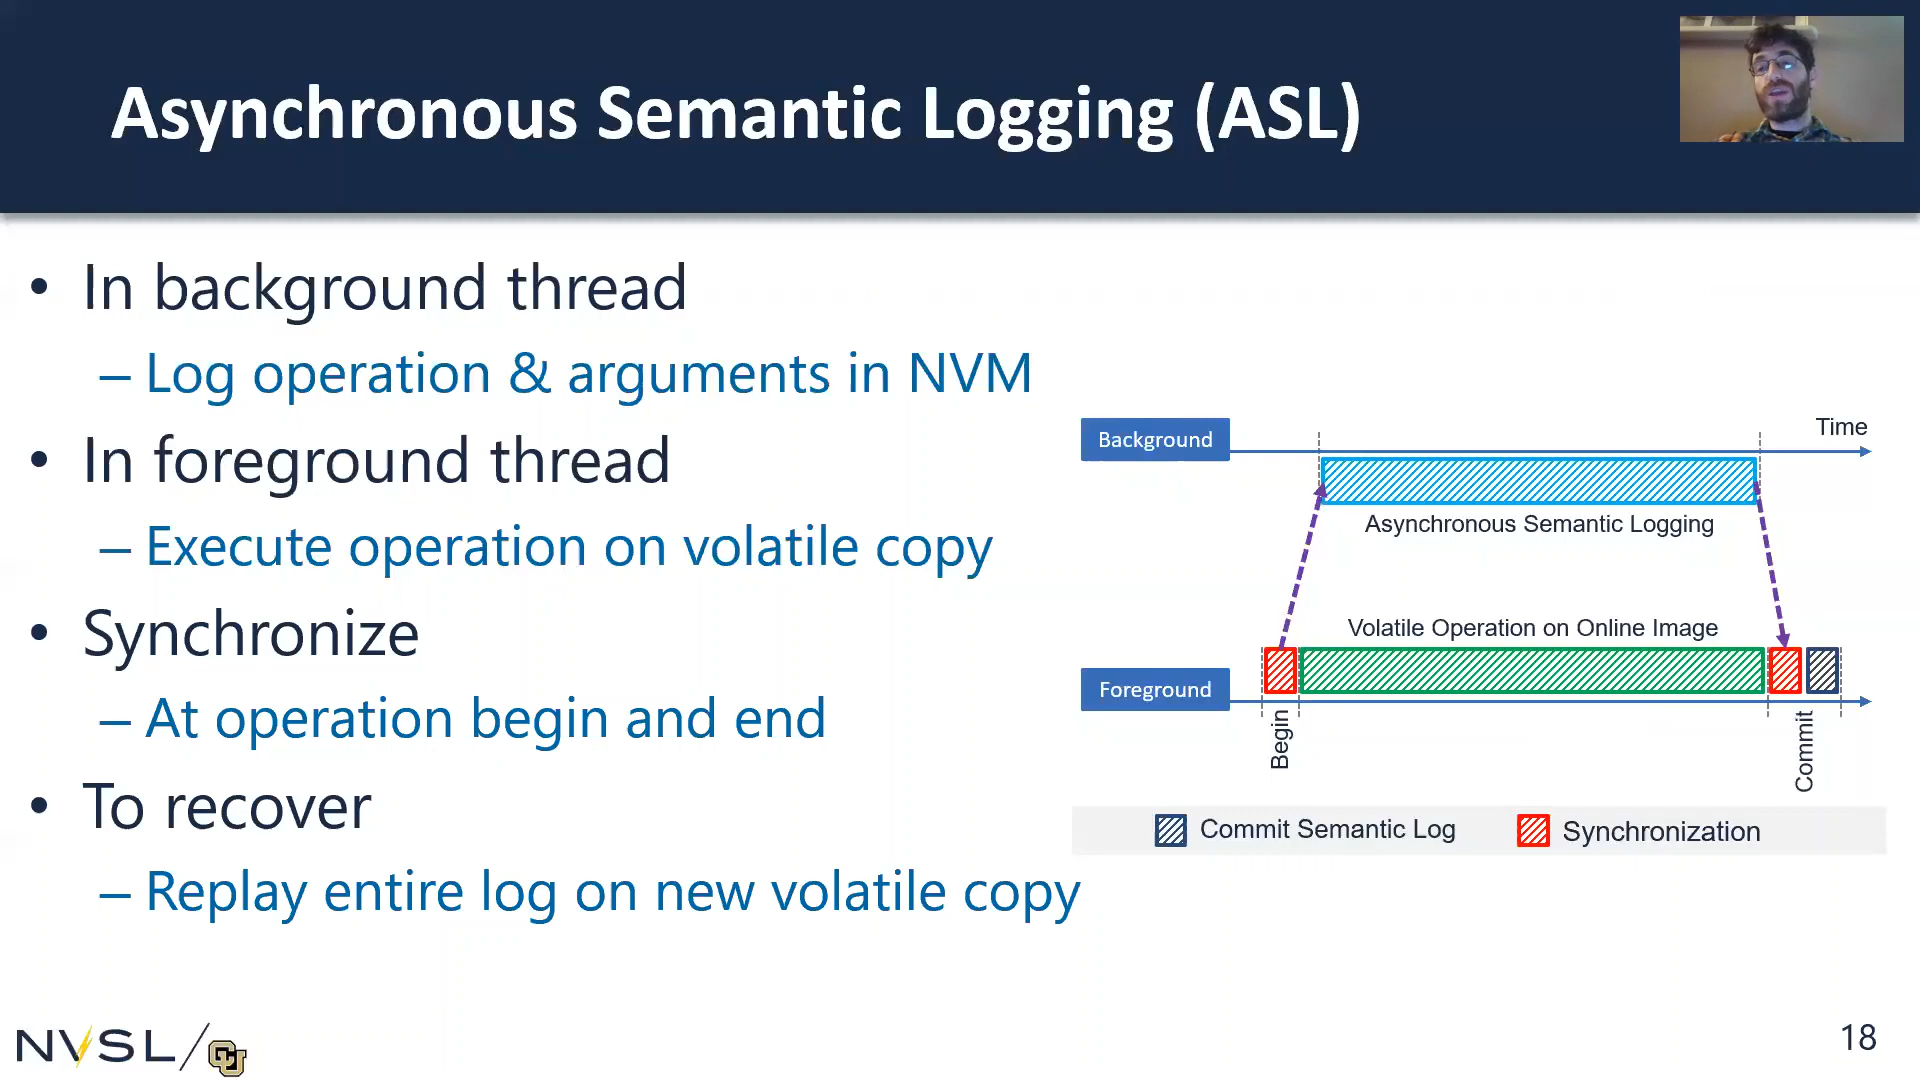 Asynchronous Semantic Logging (ASL)
• In background thread
– Log operation & arguments in NVM
• In foreground thread
– Execute operation on volatile copy
• Synchronize
– At operation begin and end
• To recover
– Replay entire log on new volatile copy
Background
Time
Asynchronous Semantic Logging
Volatile Operation on Online Image
Foreground
Begin
Commit
Commit Semantic Log
Synchronization
NVSL
CU
18